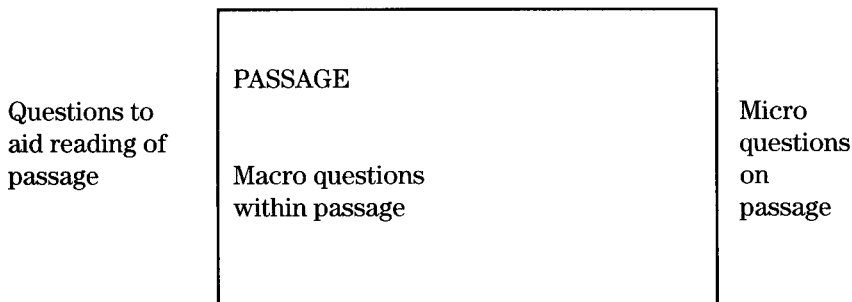 Questions to
aid reading of
passage
PASSAGE
Macro questions
within passage
Micro
questions
on
passage